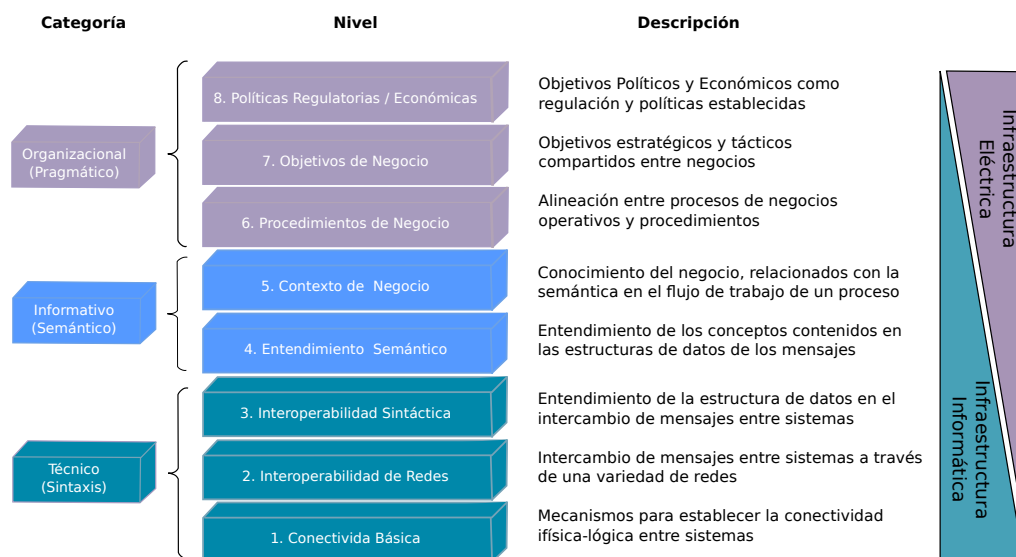 Categoría
Nivel
Descripción
Organizacional
(Pragmático)
8. Políticas Regulatorias / Económicas
Objetivos Políticos y Económicos como
regulación y políticas establecidas
7. Objetivos de Negocio
Objetivos estratégicos y tácticos
compartidos entre negocios
6. Procedimientos de Negocio
Alineación entre procesos de negocios
operativos y procedimientos
Informativo
(Semántico)
5. Contexto de Negocio
Conocimiento del negocio, relacionados con la
semántica en el flujo de trabajo de un proceso
4. Entendimiento Semántico
Entendimiento de los conceptos contenidos en
las estructuras de datos de los mensajes
Técnico
(Sintaxis)
3. Interoperabilidad Sintáctica
Entendimiento de la estructura de datos en el
intercambio de mensajes entre sistemas
2. Interoperabilidad de Redes
Intercambio de mensajes entre sistemas a través
de una variedad de redes
1. Conectivida Básica
Mecanismos para establecer la conectividad
ifísica-lógica entre sistemas
Infraestructura
Eléctrica
Infraestructura
Informática